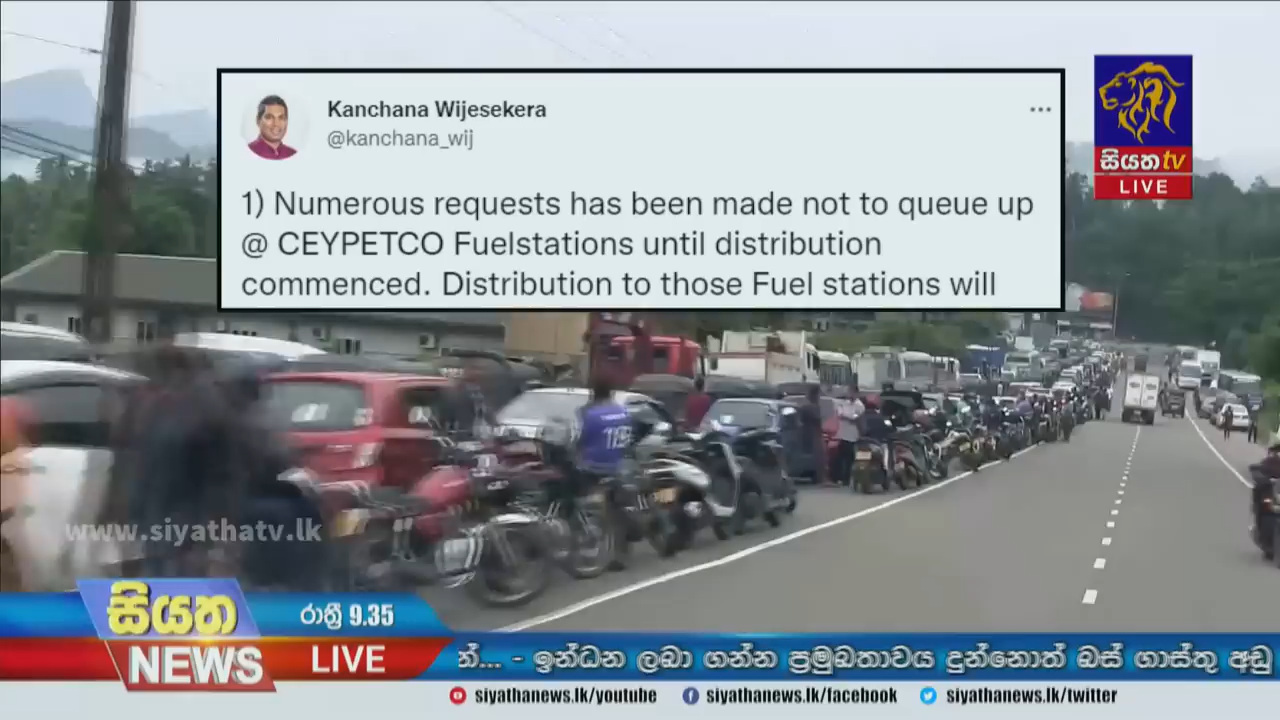 Kanchana Wijesekera
@kanchana_wij
1) Numerous requests has been made not to queue up
@ CEYPETCO Fuelstations until distribution
commenced. Distribution to those Fuel stations will
සියත tv
LIVE
www.siyathatv.lk
සියත
NEWS
රාත්‍රී 9.35
LIVE
න්... - ඉන්ධන ලබා ගන්න ප්‍රමුඛතාවය දුන්නොත් බස් ගාස්තු අඩු
siyathanews.lk/youtube
siyathanews.lk/facebook
siyathanews.lk/twitter